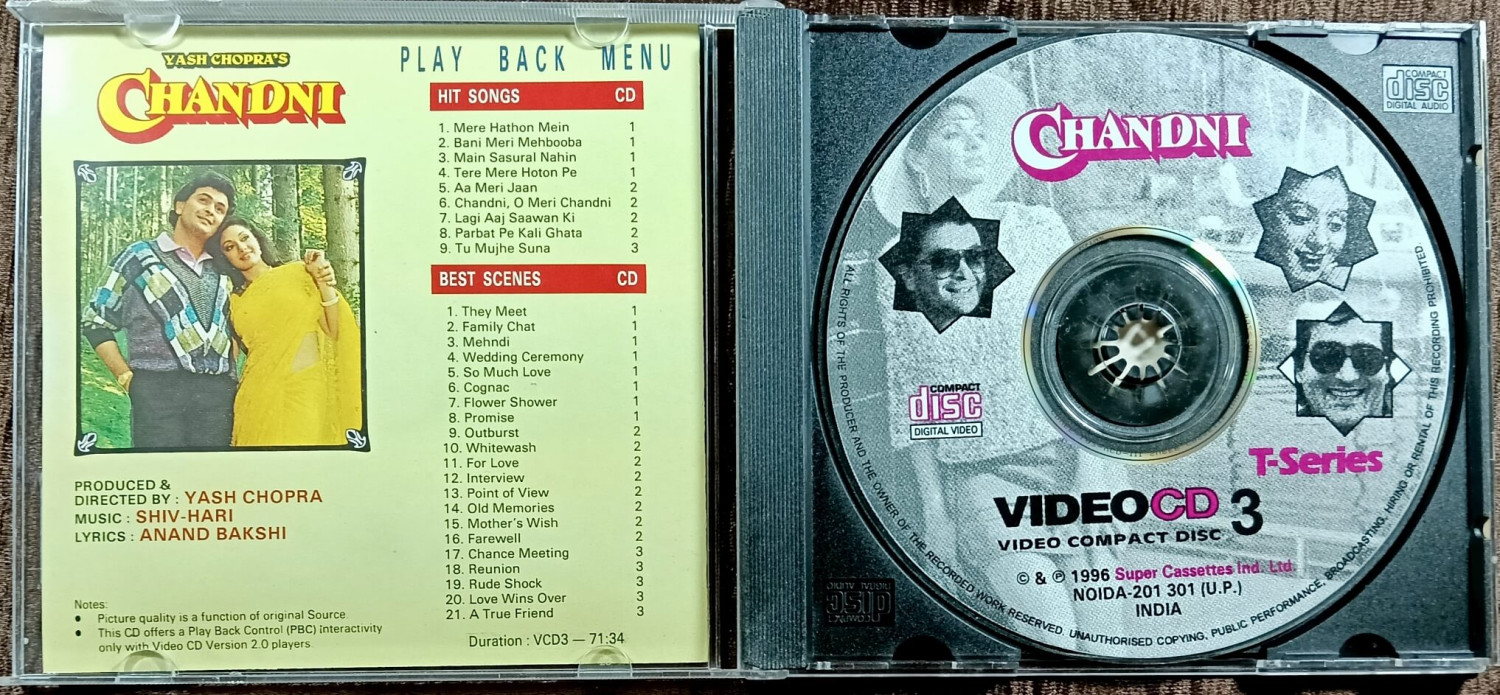 YASH CHOPRA'S
CHANDNI
PRODUCED &
DIRECTED BY : YASH CHOPRA
MUSIC : SHIV-HARI
LYRICS : ANAND BAKSHI
Notes:
• Picture quality is a function of original Source.
• This CD offers a Play Back Control (PBC) interactivity
only with Video CD Version 2.0 players
PLAY BACK MENU
HIT SONGS CD
1. Mere Hathon Mein 1
2. Bani Meri Mehbooba 1
3. Main Sasural Nahin 1
4. Tere Mere Hoton Pe 1
5. Aa Meri Jaan 2
6. Chandni, O Meri Chandni 2
7. Lagi Aaj Saawan Ki 2
8. Parbat Pe Kali Ghata 2
9. Tu Mujhe Suna 3
BEST SCENES CD
1. They Meet 1
2. Family Chat 1
3. Mehndi 1
4. Wedding Ceremony 1
5. So Much Love 1
6. Cognac 1
7. Flower Shower 1
8. Promise 1
9. Outburst 2
10. Whitewash 2
11. For Love 2
12. Interview 2
13. Point of View 2
14. Old Memories 2
15. Mother's Wish 2
16. Farewell 2
17. Chance Meeting 3
18. Reunion 3
19. Rude Shock 3
20. Love Wins Over 3
21. A True Friend 3
Duration : VCD3 — 71:34
COMPACT
disc
DIGITAL AUDIO
CHANDNI
COMPACT
disc
DIGITAL VIDEO
T-Series
VIDEO CD 3
VIDEO COMPACT DISC
© & ℗ 1996 Super Cassettes Ind. Ltd.
NOIDA-201 301 (U.P.)
INDIA
ALL RIGHTS OF THE PRODUCER AND THE OWNER OF THE RECORDED WORK RESERVED. UNAUTHORISED COPYING, PUBLIC PERFORMANCE, BROADCASTING, HIRING OR RENTAL OF THIS RECORDING PROHIBITED.
COMPACT
disc
DIGITAL AUDIO